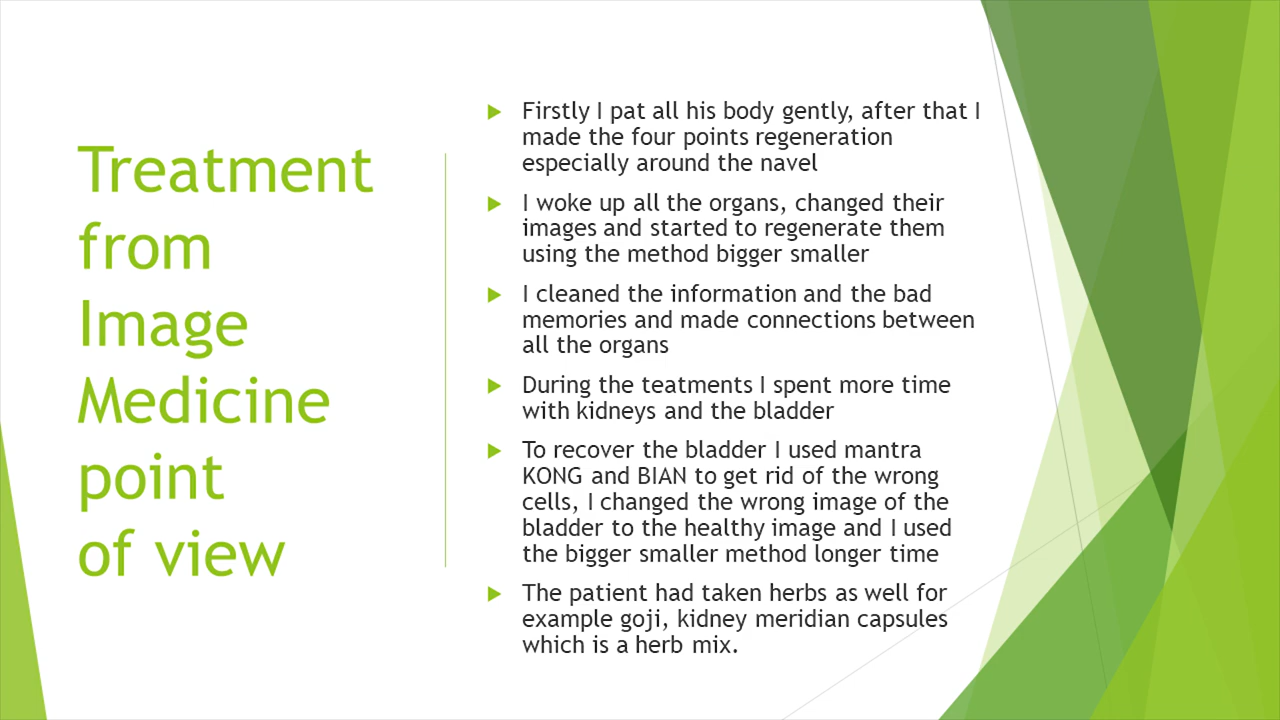 Treatment
from
Image
Medicine
point
of view
Firstly I pat all his body gently, after that I
made the four points regeneration
especially around the navel
I woke up all the organs, changed their
images and started to regenerate them
using the method bigger smaller
I cleaned the information and the bad
memories and made connections between
all the organs
During the teatments I spent more time
with kidneys and the bladder
To recover the bladder I used mantra
KONG and BIAN to get rid of the wrong
cells, I changed the wrong image of the
bladder to the healthy image and I used
the bigger smaller method longer time
The patient had taken herbs as well for
example goji, kidney meridian capsules
which is a herb mix.